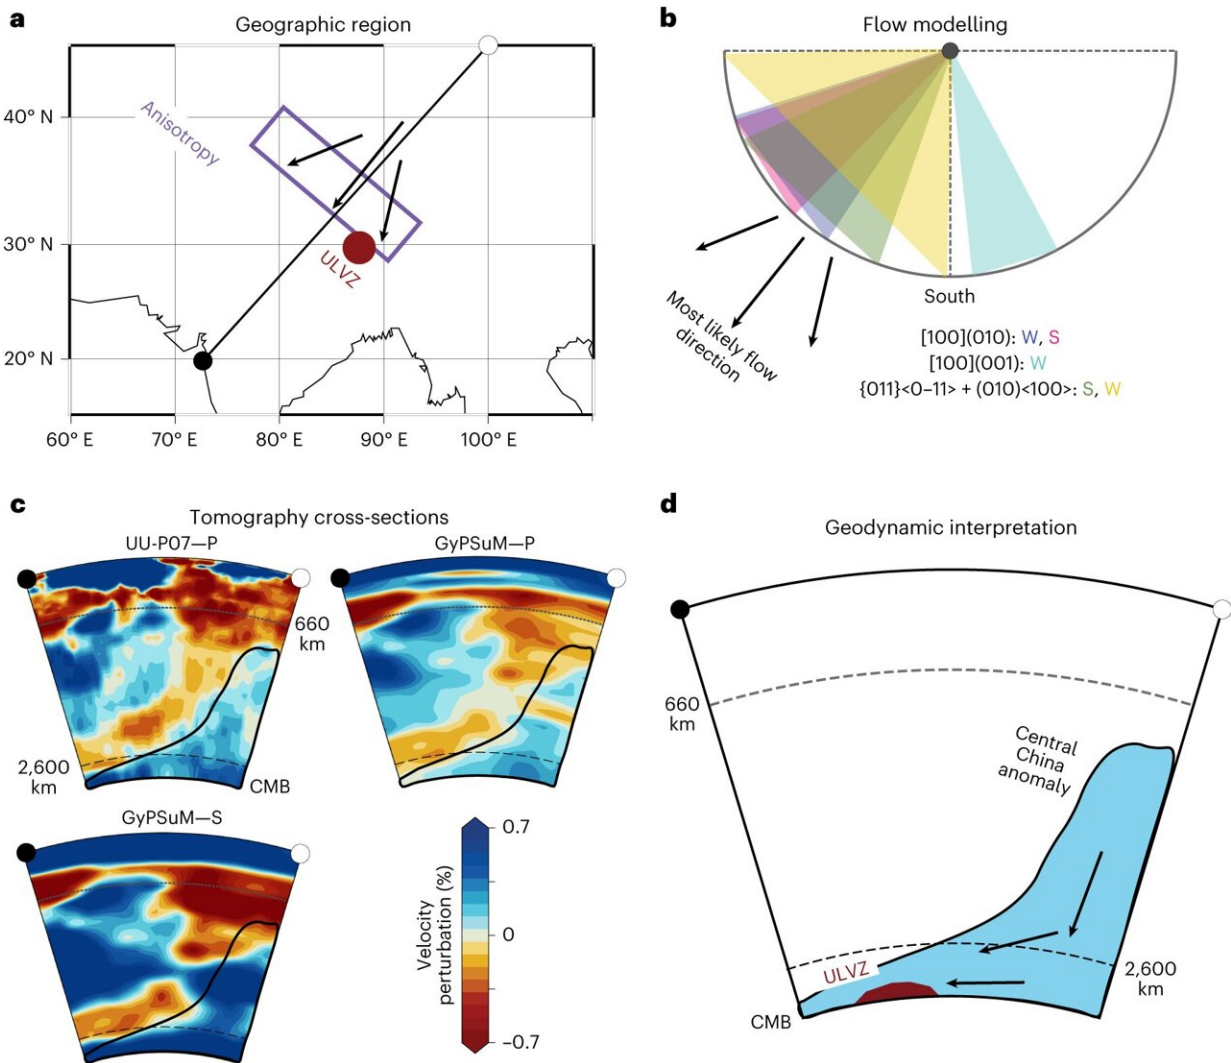 a
Geographic region
40° N
30° N
20° N
60° E
70° E
80° E
90° E
100° E
Anisotropy
ULVZ
b
Flow modelling
South
Most likely flow
direction
[100](010): W, S
[100](001): W
{011}<0–11> + (010)<100>: S, W
c
Tomography cross-sections
UU-P07—P
GyPSuM—P
660
km
2,600
km
CMB
GyPSuM—S
Velocity
perturbation (%)
0.7
0
–0.7
d
Geodynamic interpretation
660
km
Central
China
anomaly
ULVZ
2,600
km
CMB